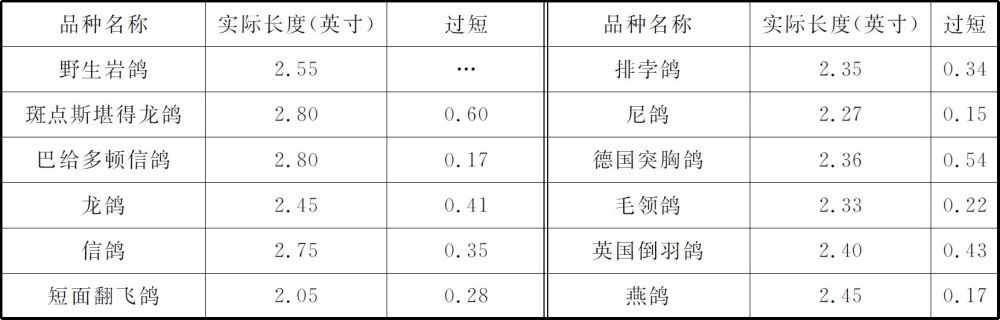 品种名称 实际长度(英寸) 过短 品种名称 实际长度(英寸) 过短
野生岩鸽 2.55 … 排孛鸽 2.35 0.34
斑点斯堪得龙鸽 2.80 0.60 尼鸽 2.27 0.15
巴给多顿信鸽 2.80 0.17 德国突胸鸽 2.36 0.54
龙鸽 2.45 0.41 毛领鸽 2.33 0.22
信鸽 2.75 0.35 英国倒羽鸽 2.40 0.43
短面翻飞鸽 2.05 0.28 燕鸽 2.45 0.17